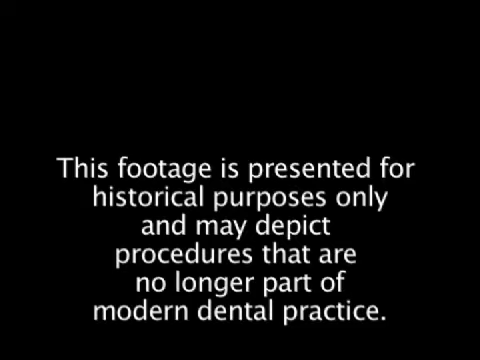 This footage is presented for
historical purposes only
and may depict
procedures that are
no longer part of
modern dental practice.